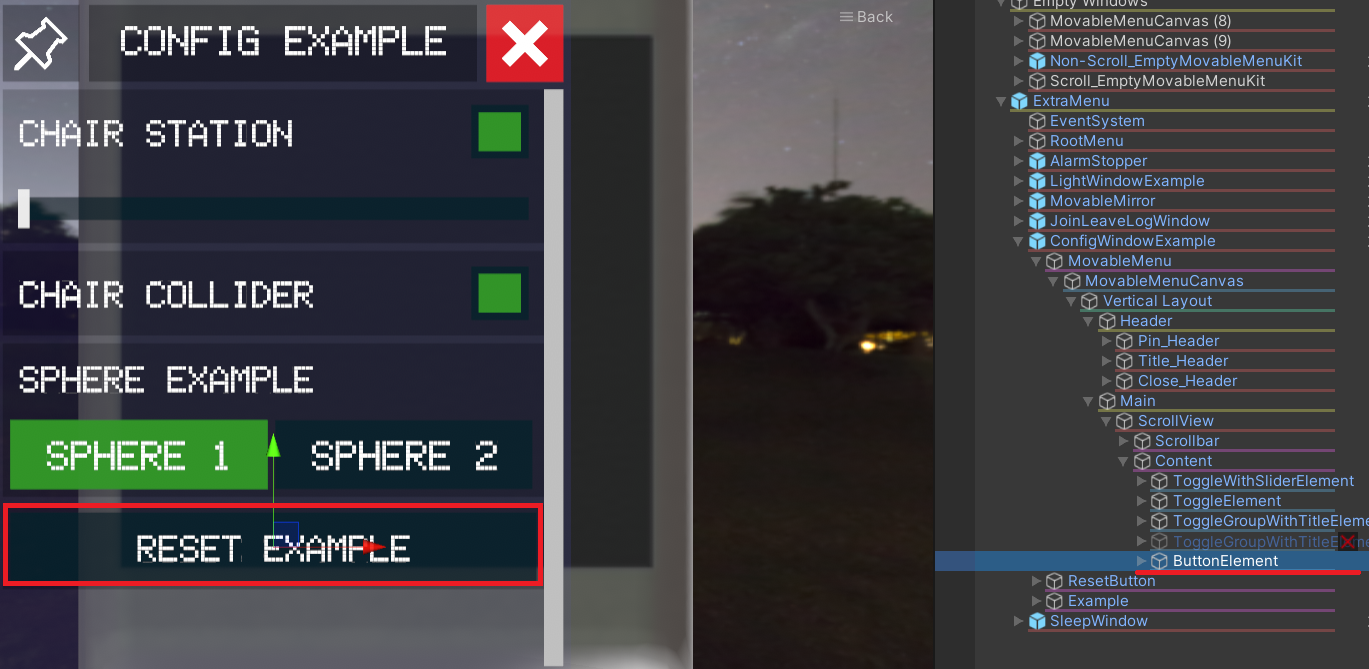 CONFIG EXAMPLE
CHAIR STATION
CHAIR COLLIDER
SPHERE EXAMPLE
SPHERE 1
SPHERE 2
RESET EXAMPLE
Back
Empty Windows
MovableMenuCanvas (8)
MovableMenuCanvas (9)
Non-Scroll_EmptyMovableMenuKit
Scroll_EmptyMovableMenuKit
ExtraMenu
EventSystem
RootMenu
AlarmStopper
LightWindowExample
MovableMirror
JoinLeaveLogWindow
ConfigWindowExample
MovableMenu
MovableMenuCanvas
Vertical Layout
Header
Pin_Header
Title_Header
Close_Header
Main
ScrollView
Scrollbar
Content
ToggleWithSliderElement
ToggleElement
ToggleGroupWithTitleEleme
ToggleGroupWithTitleE
ButtonElement
ResetButton
Example
SleepWindow